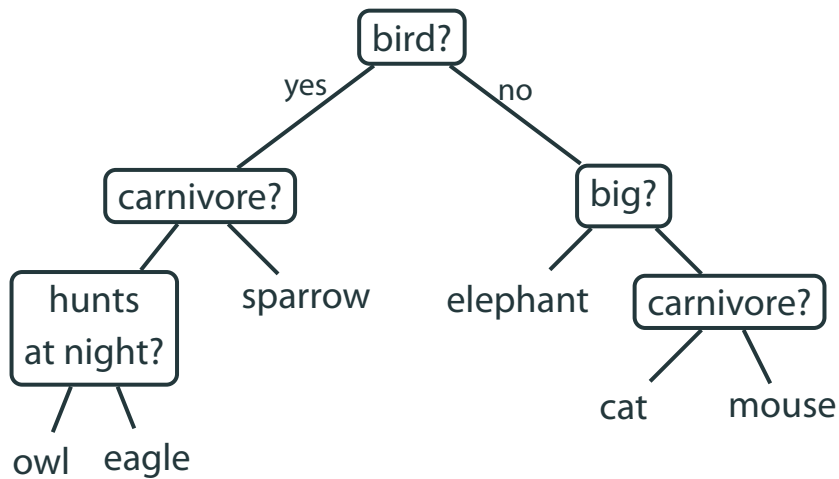 bird?
yes
no
carnivore?
big?
hunts
at night?
sparrow
elephant
carnivore?
owl
eagle
cat
mouse